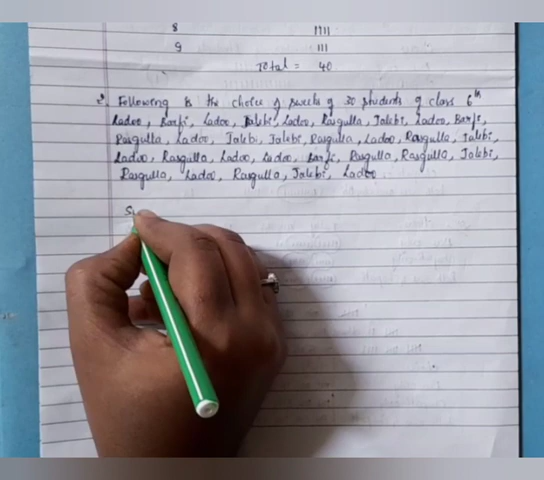 8 1911
9 111
Total = 40
2. Following is the choice of sweets of 30 students of class 6th
Ladoo, Barfi, Ladoo, Jalebi, Ladoo, Rasgulla, Jalebi, Ladoo, Barfi,
Rasgulla, Ladoo, Jalebi, Jalebi, Rasgulla, Ladoo, Rasgulla, Jalebi,
Ladoo, Rasgulla, Ladoo, Ladoo, Barfi, Rasgulla, Rasgulla, Jalebi,
Rasgulla, Ladoo, Rasgulla, Jalebi, Ladoo.